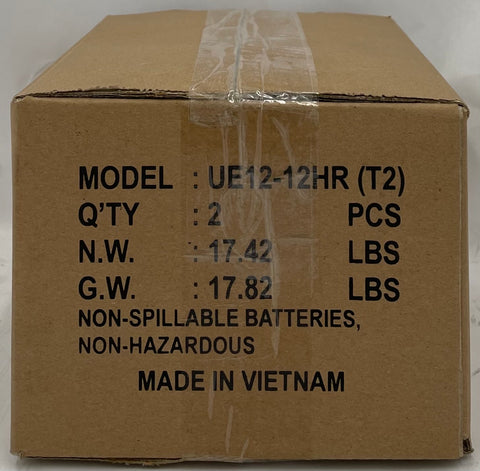 MODEL : UE12-12HR (T2)
Q'TY : 2 PCS
N.W. : 17.42 LBS
G.W. : 17.82 LBS
NON-SPILLABLE BATTERIES,
NON-HAZARDOUS
MADE IN VIETNAM